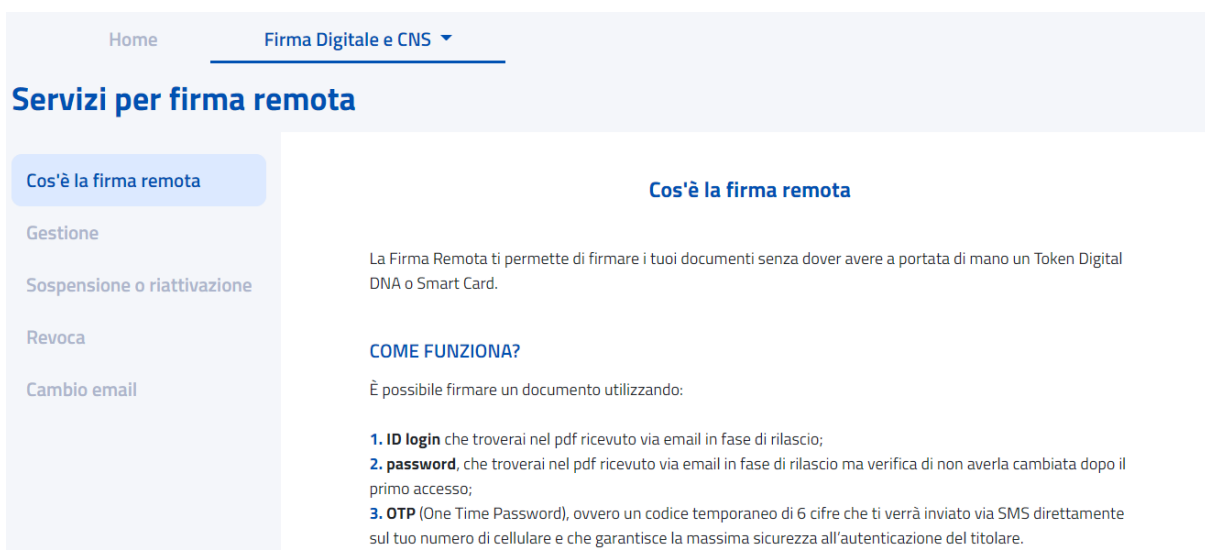 Home
Firma Digitale e CNS
Servizi per firma remota
Cos'è la firma remota
Gestione
Sospensione o riattivazione
Revoca
Cambio email
Cos'è la firma remota
La Firma Remota ti permette di firmare i tuoi documenti senza dover avere a portata di mano un Token Digital
DNA o Smart Card.
COME FUNZIONA?
È possibile firmare un documento utilizzando:
1. ID login che troverai nel pdf ricevuto via email in fase di rilascio;
2. password, che troverai nel pdf ricevuto via email in fase di rilascio ma verifica di non averla cambiata dopo il
primo accesso;
3. OTP (One Time Password), ovvero un codice temporaneo di 6 cifre che ti verrà inviato via SMS direttamente
sul tuo numero di cellulare e che garantisce la massima sicurezza all’autenticazione del titolare.